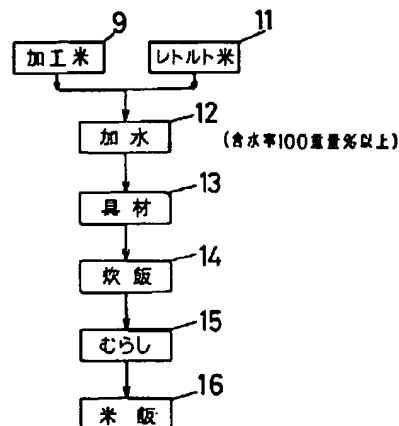 9
11
加工米
レトルト米
12
加水
(含水率100重量%以上)
13
具材
14
炊飯
15
むらし
16
米飯